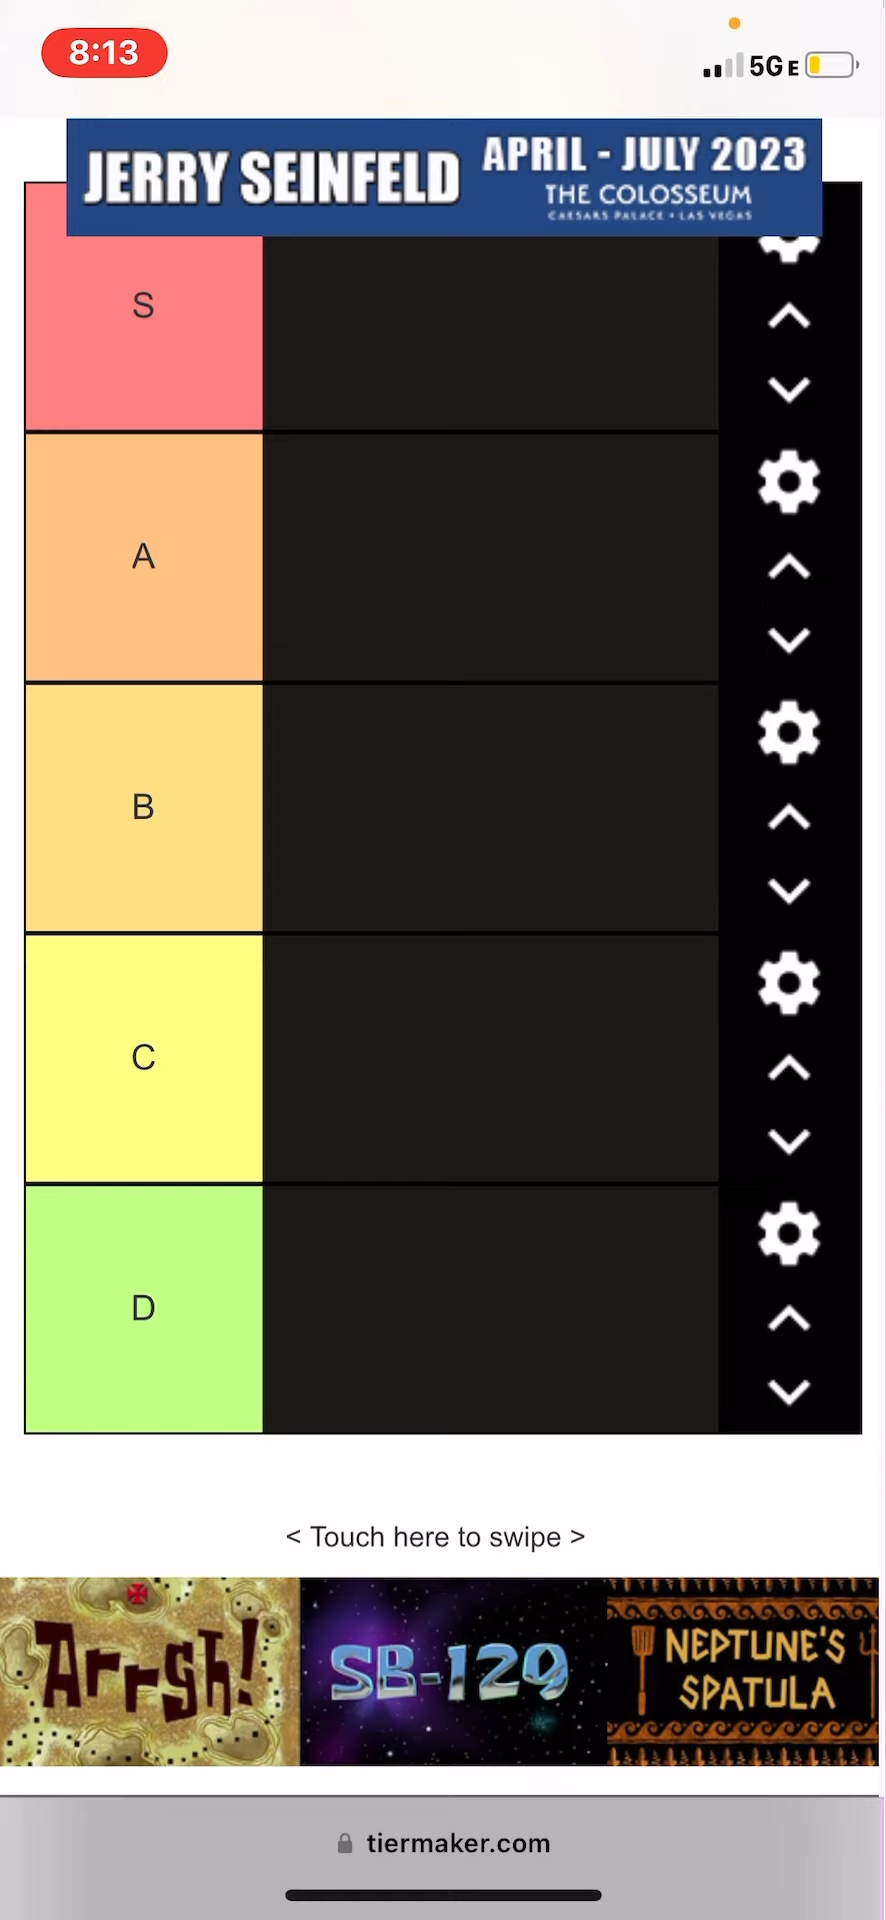 8:13
5G E
JERRY SEINFELD
APRIL - JULY 2023
THE COLOSSEUM
CAESARS PALACE • LAS VEGAS
S
A
B
C
D
< Touch here to swipe >
Arrgh!
SB-129
NEPTUNE'S
SPATULA
tiermaker.com